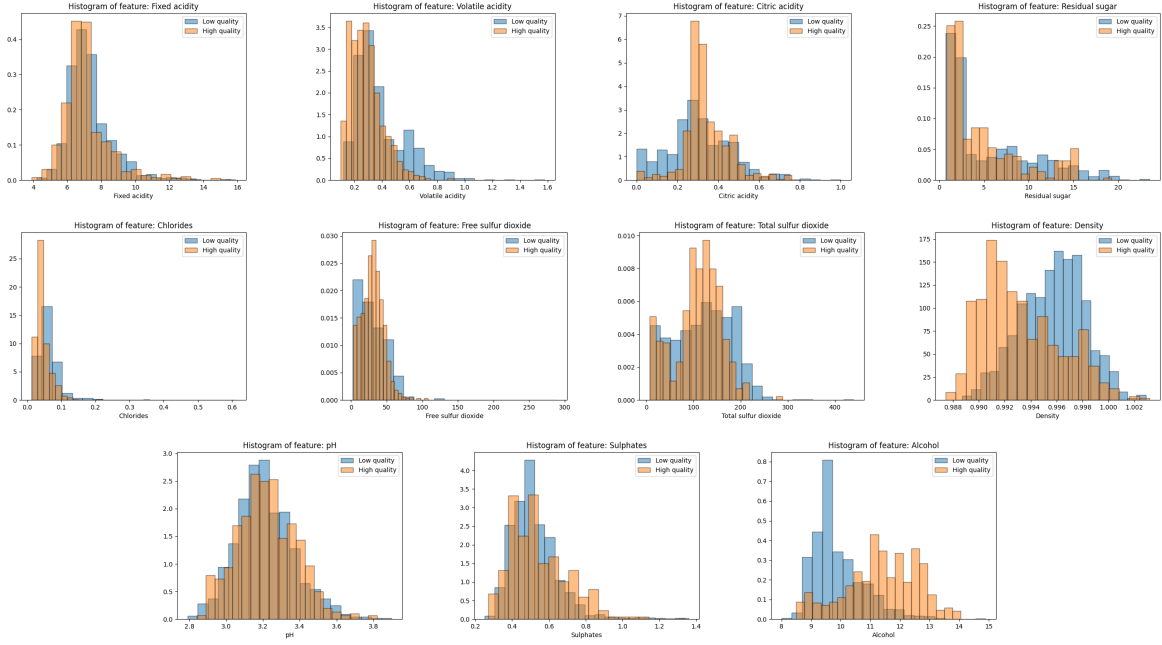 Histogram of feature: Fixed acidity
Low quality
High quality
0.4
0.3
0.2
0.1
0.0
4 6 8 10 12 14 16
Fixed acidity
Histogram of feature: Volatile acidity
Low quality
High quality
3.5
3.0
2.5
2.0
1.5
1.0
0.5
0.0
0.2 0.4 0.6 0.8 1.0 1.2 1.4 1.6
Volatile acidity
Histogram of feature: Citric acidity
Low quality
High quality
7
6
5
4
3
2
1
0
0.0 0.2 0.4 0.6 0.8 1.0
Citric acidity
Histogram of feature: Residual sugar
Low quality
High quality
0.25
0.20
0.15
0.10
0.05
0.00
0 5 10 15 20
Residual sugar
Histogram of feature: Chlorides
Low quality
High quality
25
20
15
10
5
0
0.0 0.1 0.2 0.3 0.4 0.5 0.6
Chlorides
Histogram of feature: Free sulfur dioxide
Low quality
High quality
0.030
0.025
0.020
0.015
0.010
0.005
0.000
0 50 100 150 200 250 300
Free sulfur dioxide
Histogram of feature: Total sulfur dioxide
Low quality
High quality
0.010
0.008
0.006
0.004
0.002
0.000
0 100 200 300 400
Total sulfur dioxide
Histogram of feature: Density
Low quality
High quality
175
150
125
100
75
50
25
0
0.988 0.990 0.992 0.994 0.996 0.998 1.000 1.002
Density
Histogram of feature: pH
Low quality
High quality
3.0
2.5
2.0
1.5
1.0
0.5
0.0
2.8 3.0 3.2 3.4 3.6 3.8
pH
Histogram of feature: Sulphates
Low quality
High quality
4.0
3.5
3.0
2.5
2.0
1.5
1.0
0.5
0.0
0.2 0.4 0.6 0.8 1.0 1.2 1.4
Sulphates
Histogram of feature: Alcohol
Low quality
High quality
0.8
0.7
0.6
0.5
0.4
0.3
0.2
0.1
0.0
8 9 10 11 12 13 14 15
Alcohol